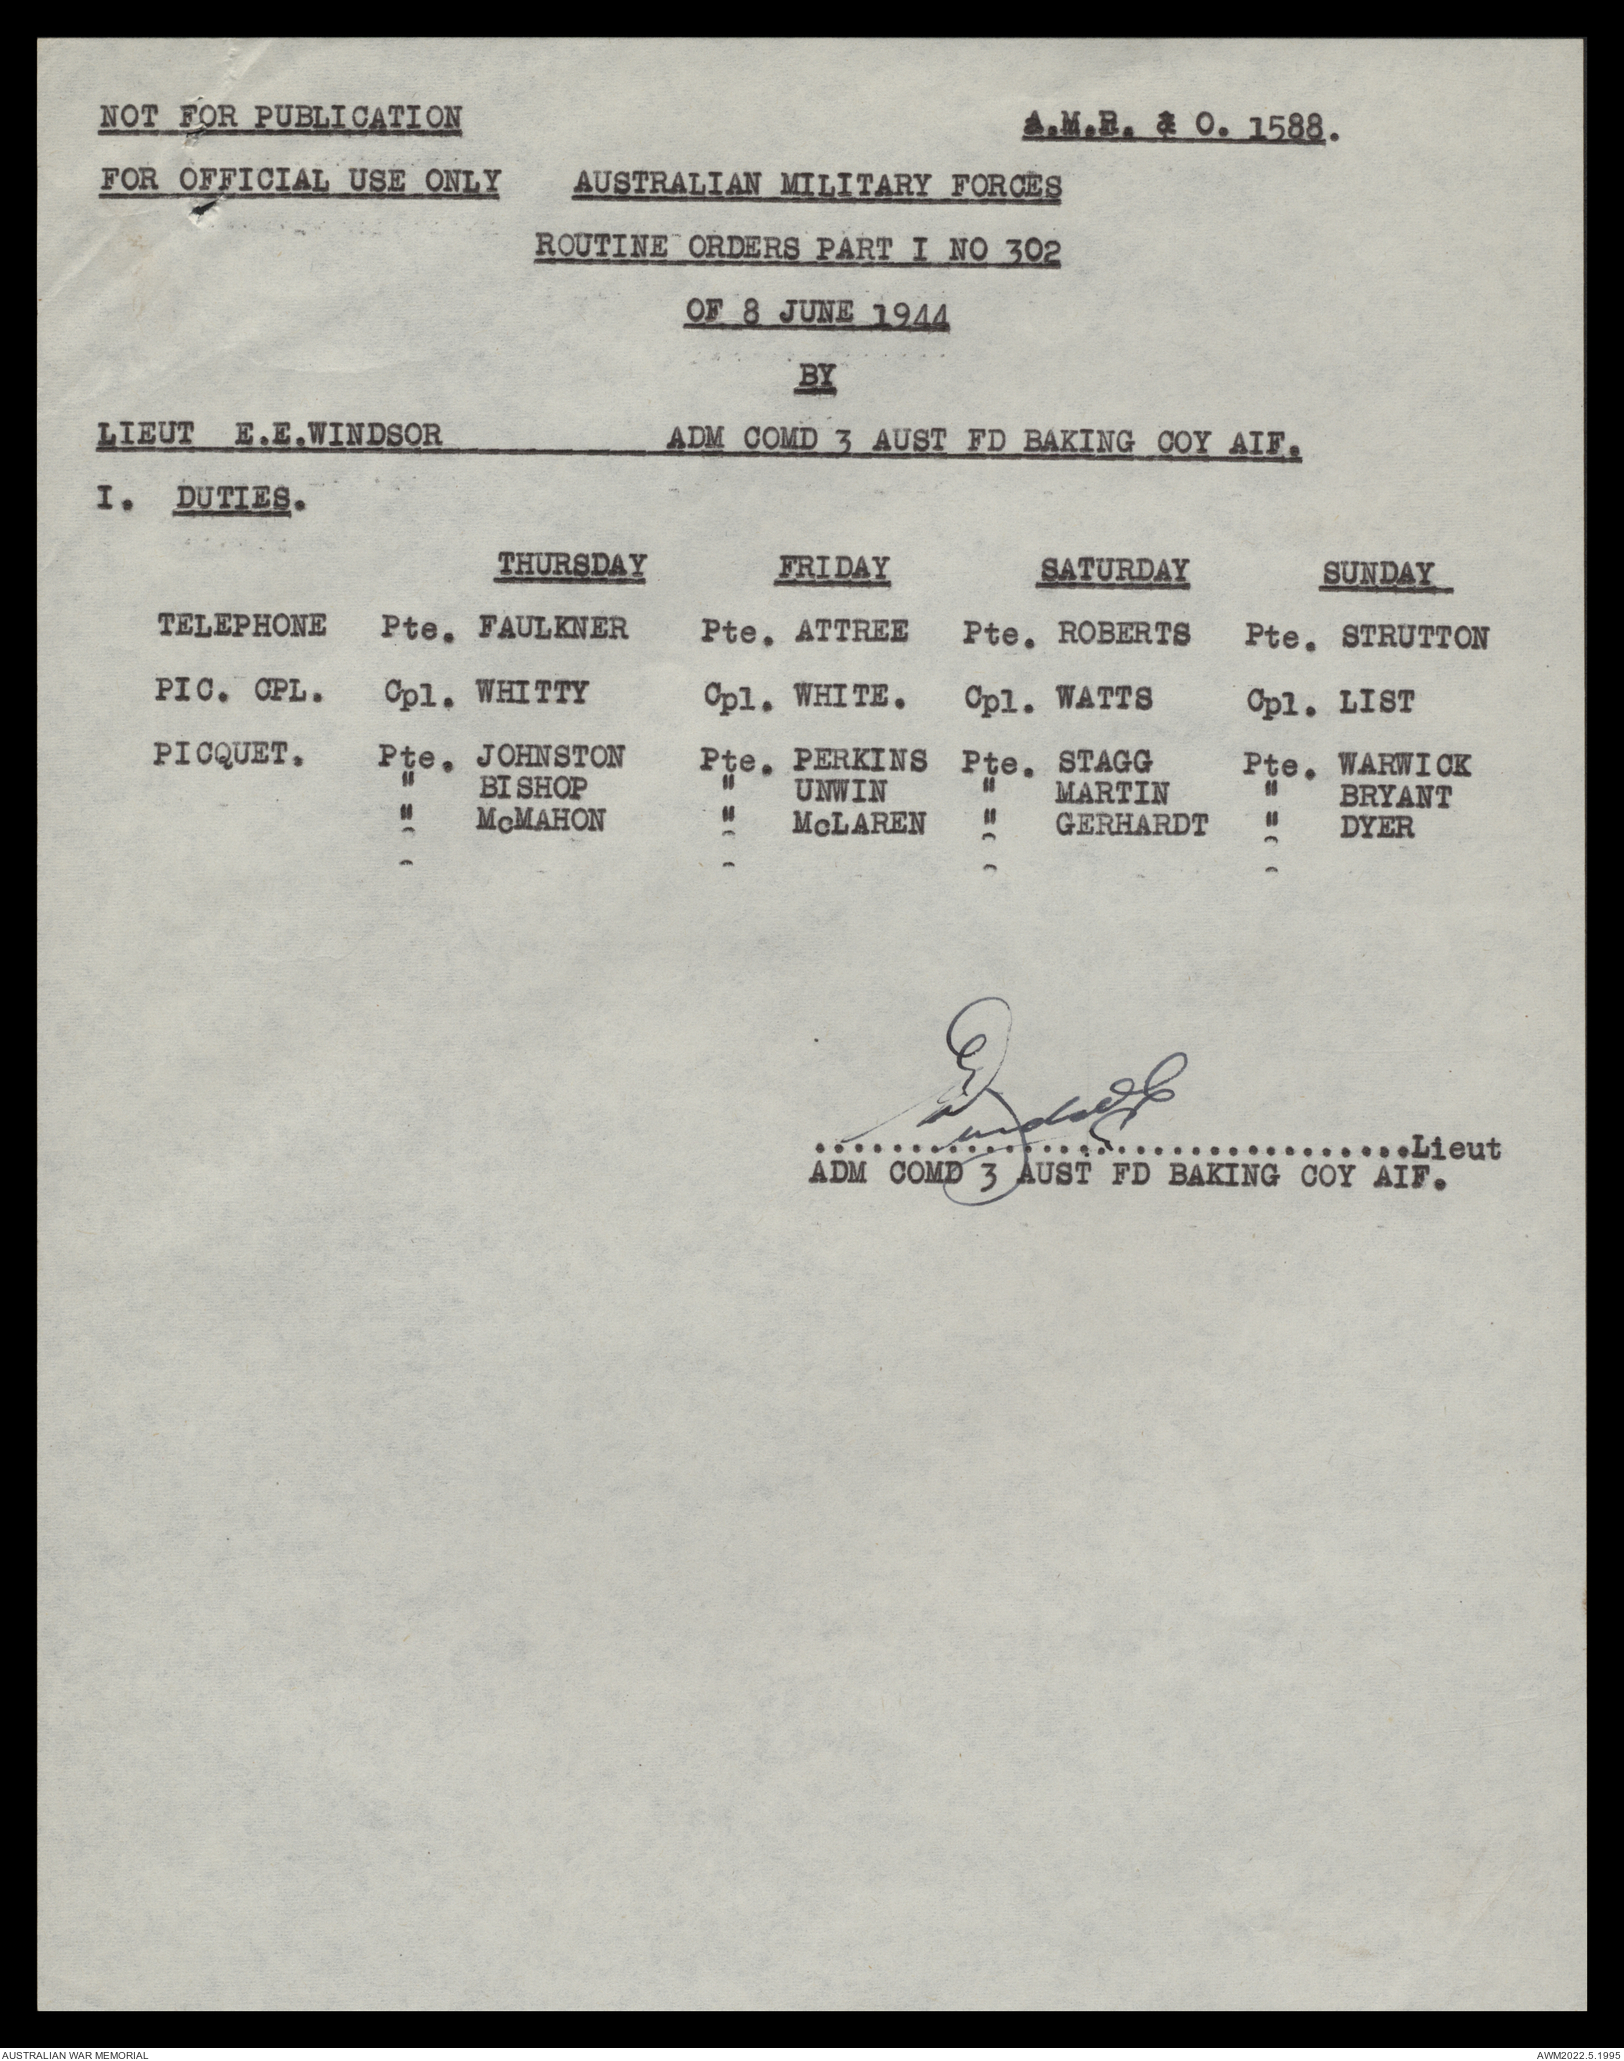 NOT FOR PUBLICATION A.M.R. & O. 1588.
FOR OFFICIAL USE ONLY AUSTRALIAN MILITARY FORCES
ROUTINE ORDERS PART I NO 302
OF 8 JUNE 1944
BY
LIEUT E.E.WINDSOR ADM COMD 3 AUST FD BAKING COY AIF.
I. DUTIES.
THURSDAY FRIDAY SATURDAY SUNDAY
TELEPHONE Pte. FAULKNER Pte. ATTREE Pte. ROBERTS Pte. STRUTTON
PIC. CPL. Cpl. WHITTY Cpl. WHITE. Cpl. WATTS Cpl. LIST
PICQUET. Pte. JOHNSTON Pte. PERKINS Pte. STAGG Pte. WARWICK
" BISHOP " UNWIN " MARTIN " BRYANT
" McMAHON " McLAREN " GERHARDT " DYER
...............................Lieut
ADM COMD 3 AUST FD BAKING COY AIF.
AUSTRALIAN WAR MEMORIAL AWM2022.5.1995